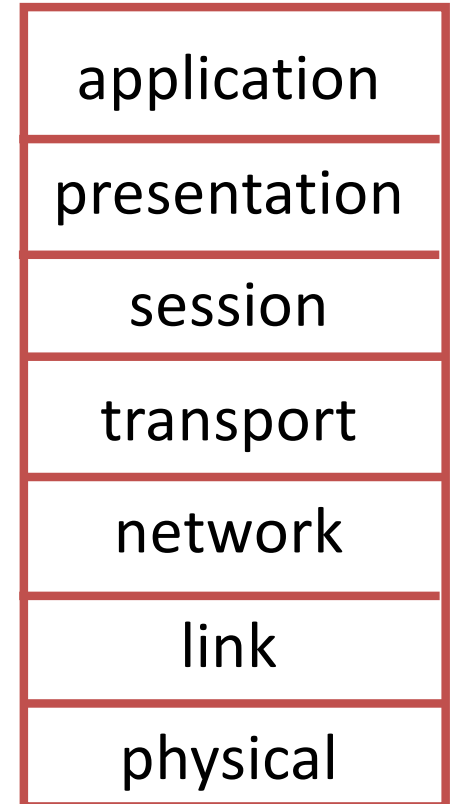 application
presentation
session
transport
network
link
physical